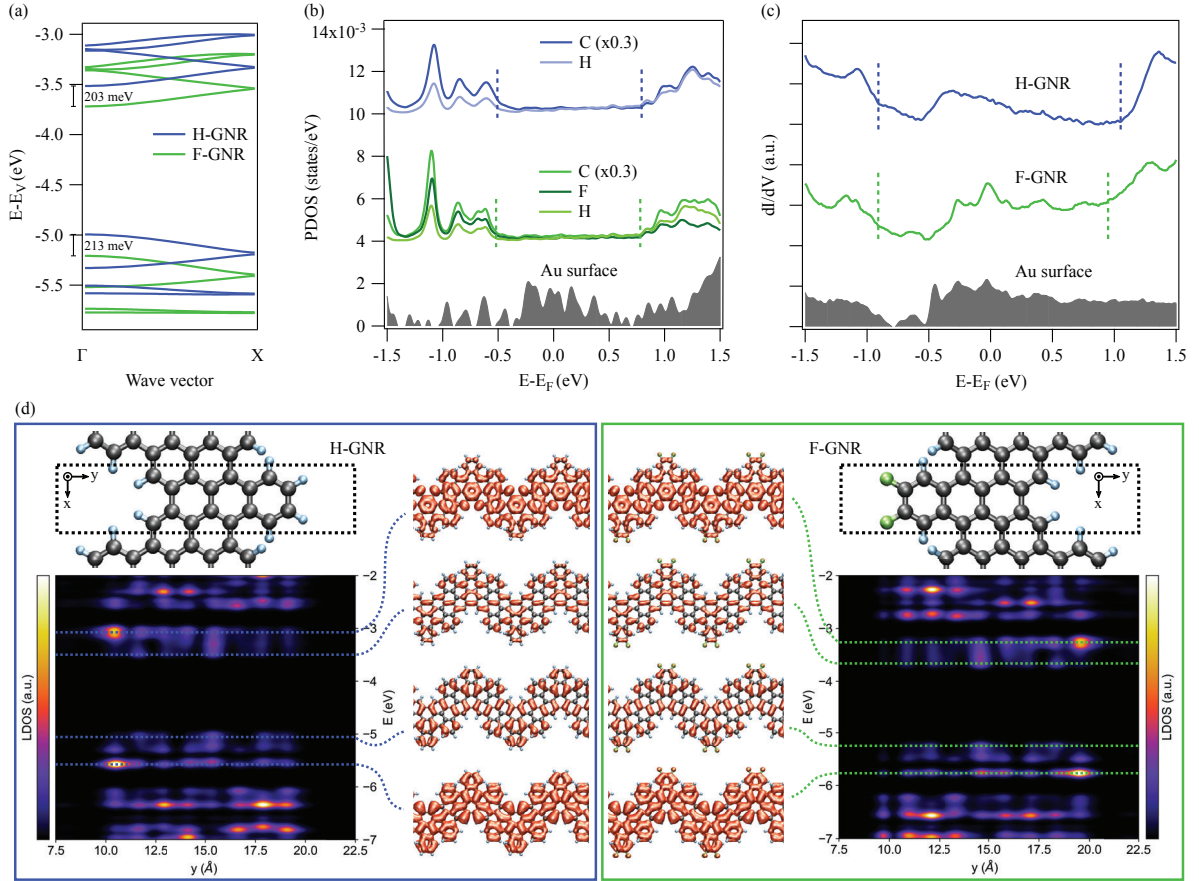 (a)
E-E_V (eV)
-3.0
-3.5
-4.0
-4.5
-5.0
-5.5
203 meV
H-GNR
F-GNR
213 meV
Γ X
Wave vector
(b)
PDOS (states/eV)
14x10⁻³
12
10
8
6
4
2
0
C (x0.3)
H
C (x0.3)
F
H
Au surface
-1.5 -1.0 -0.5 0.0 0.5 1.0 1.5
E-E_F (eV)
(c)
dI/dV (a.u.)
H-GNR
F-GNR
Au surface
-1.5 -1.0 -0.5 0.0 0.5 1.0 1.5
E-E_F (eV)
(d)
H-GNR
y
x
LDOS (a.u.)
−2
−3
−4
−5
−6
−7
E (eV)
7.5 10.0 12.5 15.0 17.5 20.0 22.5
y (Å)
F-GNR
y
x
−2
−3
−4
−5
−6
−7
E (eV)
LDOS (a.u.)
7.5 10.0 12.5 15.0 17.5 20.0 22.5
y (Å)